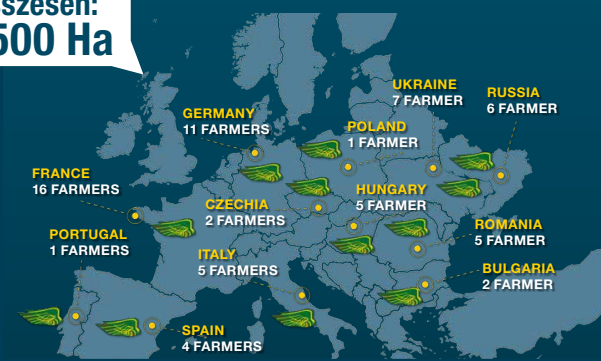 500 Ha
UKRAINE
7 FARMER
RUSSIA
6 FARMER
GERMANY
11 FARMERS
POLAND
1 FARMER
FRANCE
16 FARMERS
CZECHIA
2 FARMERS
HUNGARY
5 FARMER
PORTUGAL
1 FARMERS
ROMANIA
5 FARMER
ITALY
5 FARMERS
BULGARIA
2 FARMER
SPAIN
4 FARMERS